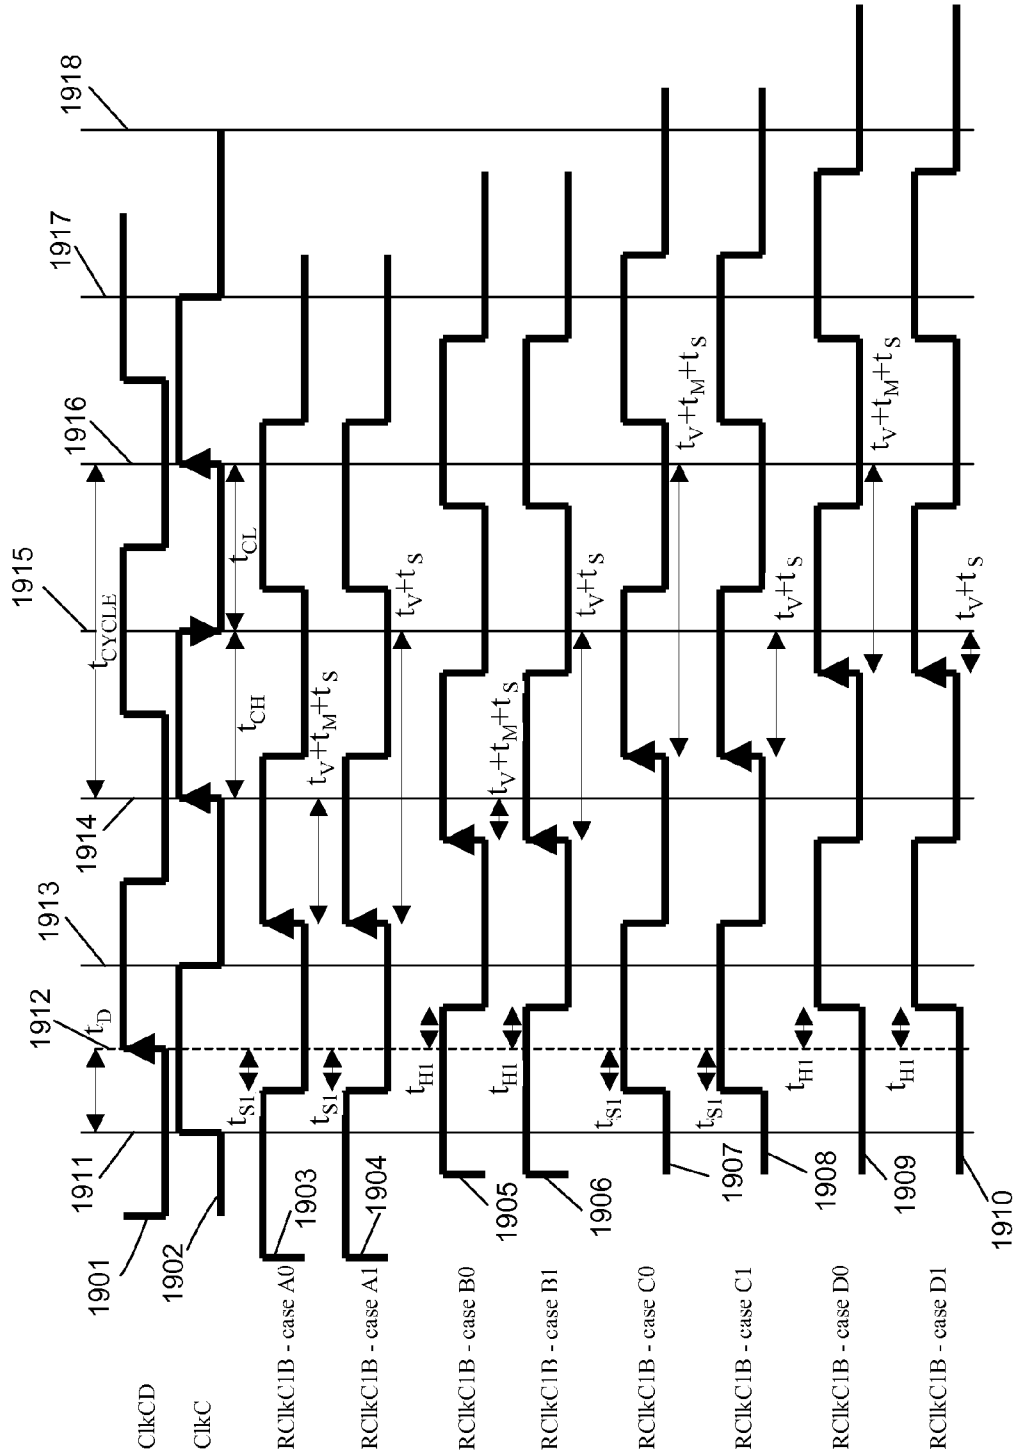 1911
1912
1913
1914
1915
1916
1917
1918
tD
tCYCLE
tCH
tCL
ClkCD
1901
ClkC
1902
RClkC1B - case A0
1903
tS1
tV+tM+tS
RClkC1B - case A1
1904
tS1
tV+tS
RClkC1B - case B0
1905
tH1
tV+tM+tS
RClkC1B - case B1
1906
tH1
tV+tS
RClkC1B - case C0
1907
tS1
tV+tM+tS
RClkC1B - case C1
1908
tS1
tV+tS
RClkC1B - case D0
1909
tH1
tV+tM+tS
RClkC1B - case D1
1910
tH1
tV+tS